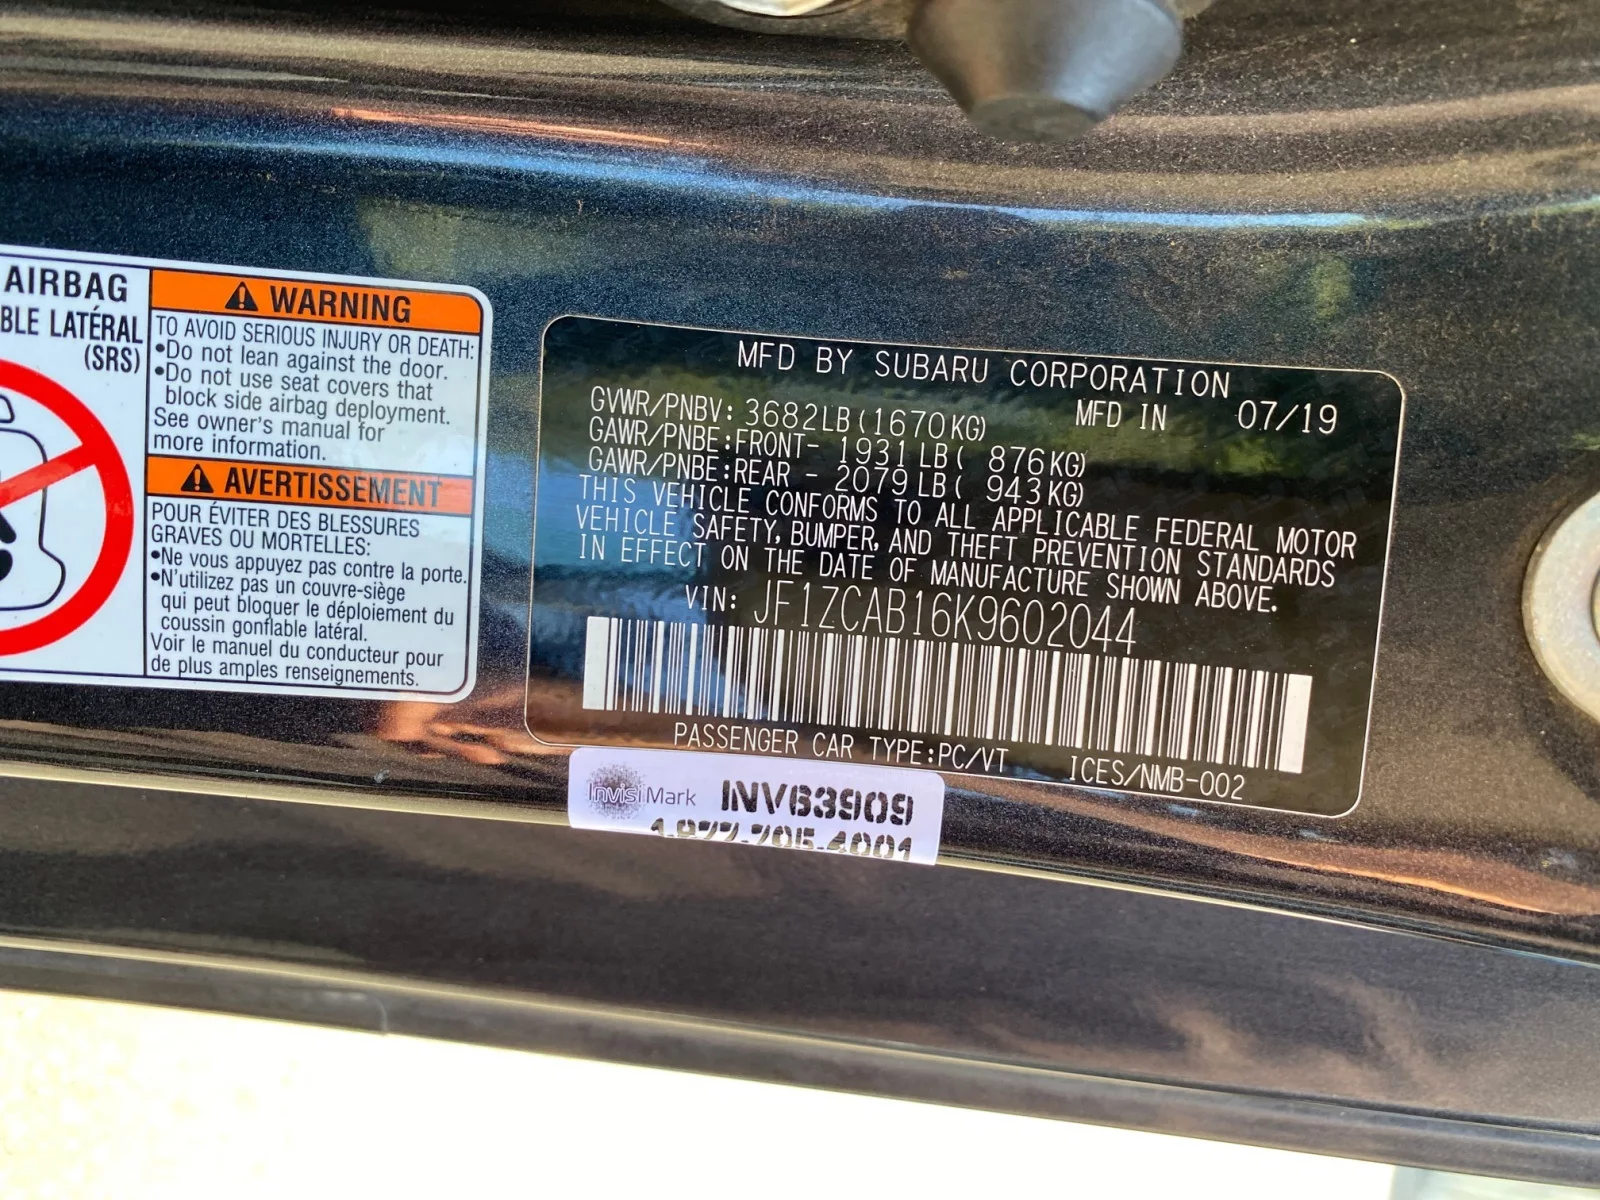 AIRBAG
BLE LATÉRAL
(SRS)
WARNING
TO AVOID SERIOUS INJURY OR DEATH:
•Do not lean against the door.
•Do not use seat covers that
block side airbag deployment.
See owner's manual for
more information.
AVERTISSEMENT
POUR ÉVITER DES BLESSURES
GRAVES OU MORTELLES:
•Ne vous appuyez pas contre la porte.
•N'utilizez pas un couvre-siège
qui peut bloquer le déploiement du
coussin gonflable latéral.
Voir le manuel du conducteur pour
de plus amples renseignements.
MFD BY SUBARU CORPORATION
GVWR/PNBV: 3682LB(1670KG) MFD IN 07/19
GAWR/PNBE:FRONT- 1931LB( 876KG)
GAWR/PNBE:REAR - 2079LB( 943KG)
THIS VEHICLE CONFORMS TO ALL APPLICABLE FEDERAL MOTOR
VEHICLE SAFETY, BUMPER, AND THEFT PREVENTION STANDARDS
IN EFFECT ON THE DATE OF MANUFACTURE SHOWN ABOVE.
VIN: JF1ZCAB16K9602044
PASSENGER CAR TYPE:PC/VT ICES/NMB-002
InvisiMark INV63909
1.877.705.4001